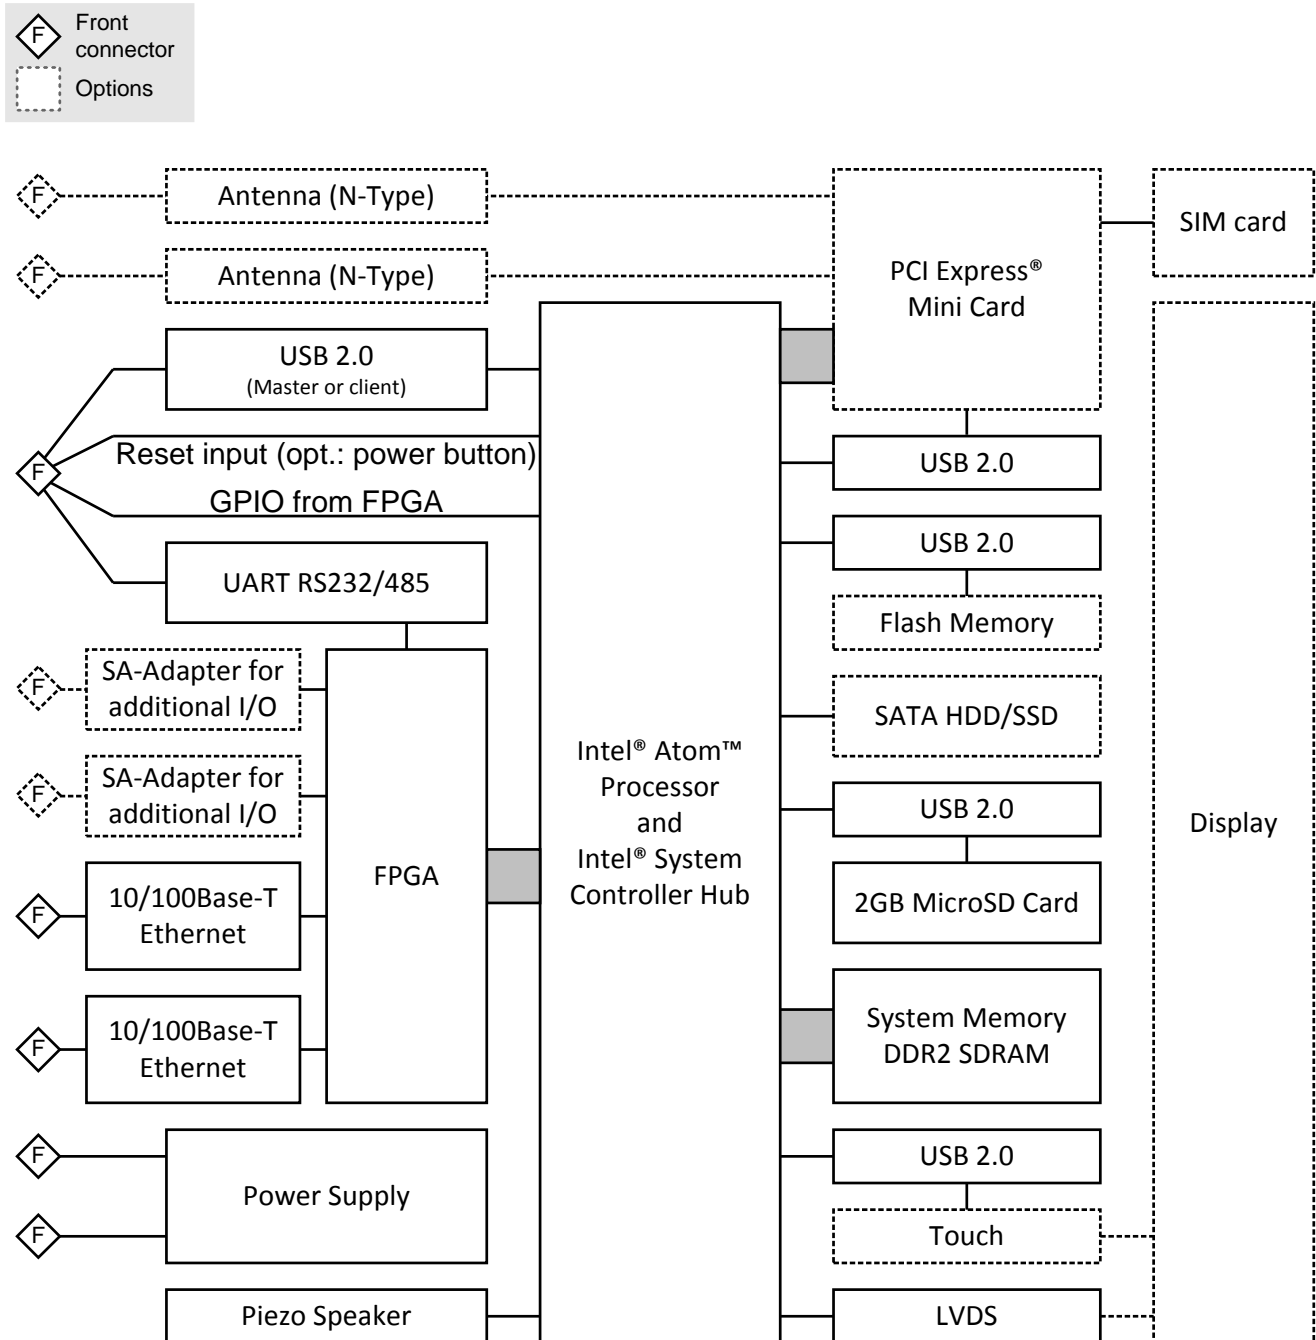 F Front
connector
Options
F Antenna (N-Type)
F Antenna (N-Type)
PCI Express®
Mini Card
SIM card
USB 2.0
(Master or client)
F
Reset input (opt.: power button)
GPIO from FPGA
UART RS232/485
F SA-Adapter for
additional I/O
F SA-Adapter for
additional I/O
F 10/100Base-T
Ethernet
F 10/100Base-T
Ethernet
FPGA
F
F
Power Supply
Piezo Speaker
Intel® Atom™
Processor
and
Intel® System
Controller Hub
USB 2.0
USB 2.0
Flash Memory
SATA HDD/SSD
USB 2.0
2GB MicroSD Card
System Memory
DDR2 SDRAM
USB 2.0
Touch
LVDS
Display